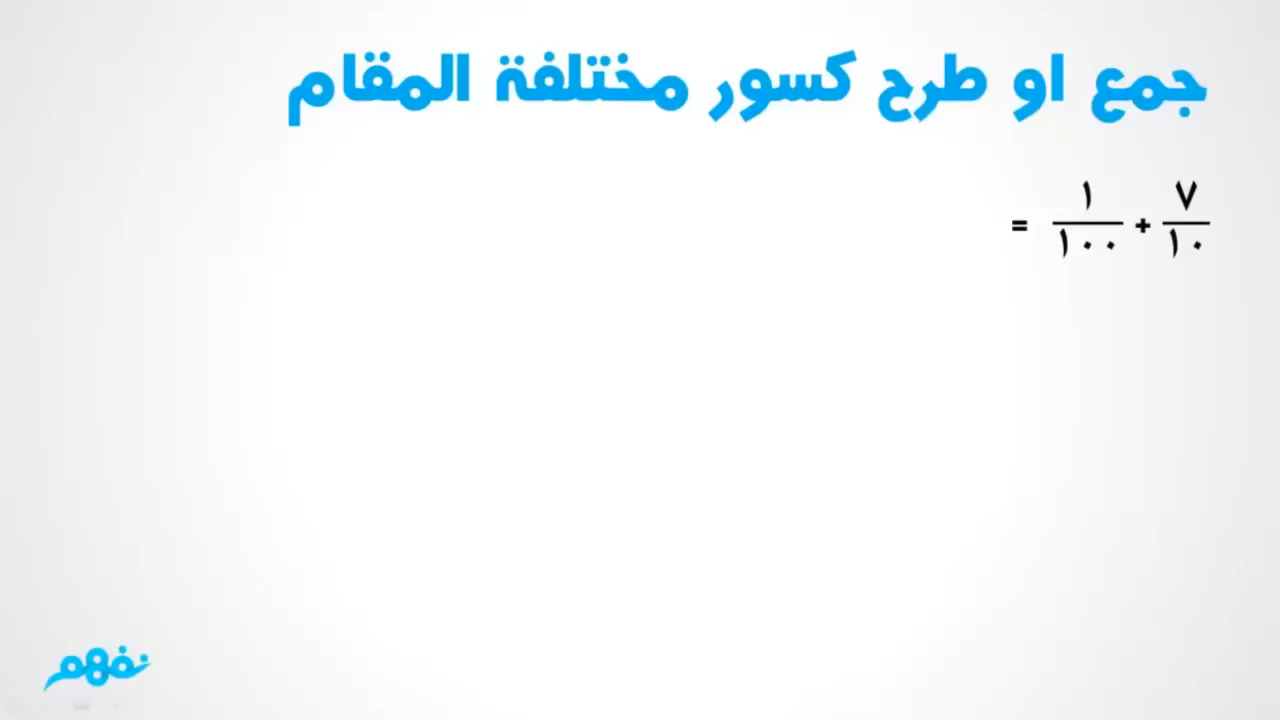 جمع او طرح كسور مختلفة المقام
٧/١٠ + ١/١٠٠ =
نفهم